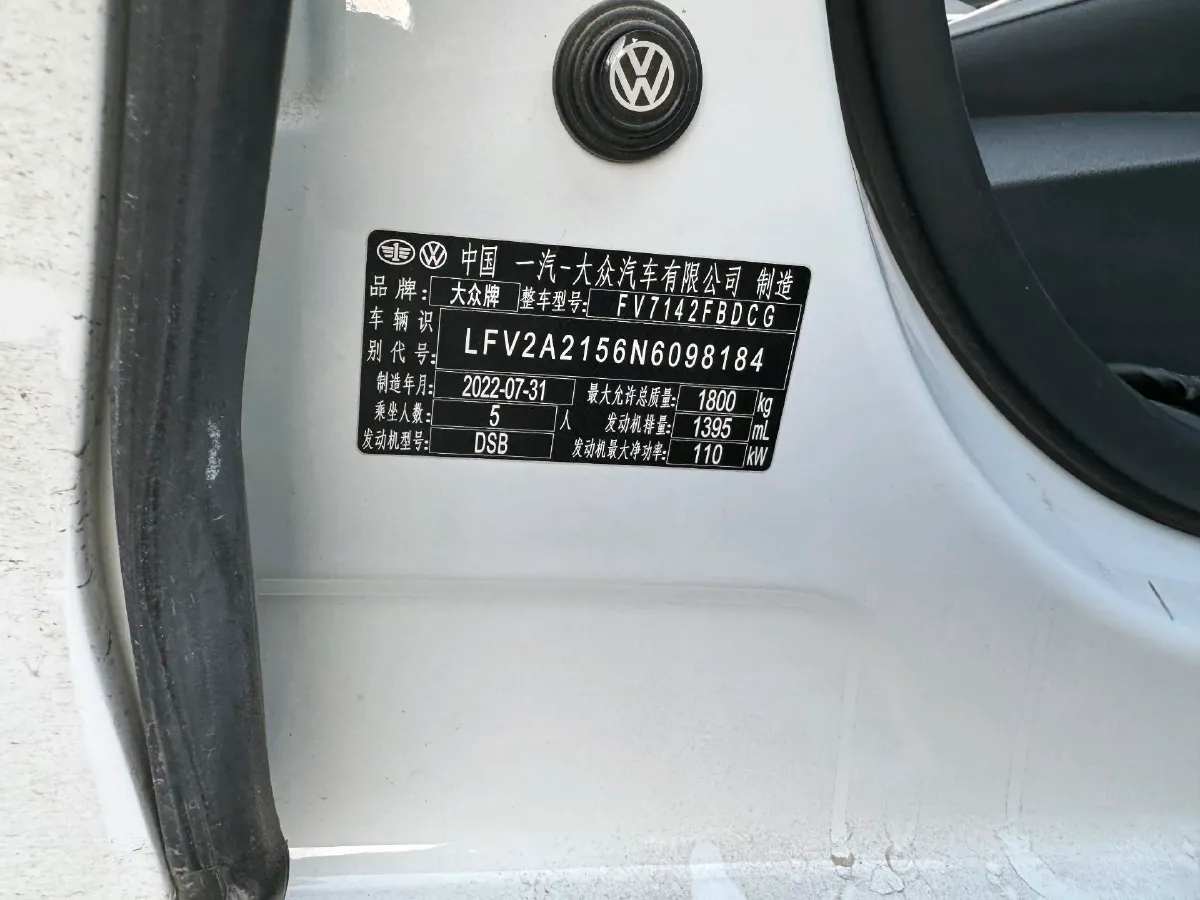 中国 一汽-大众汽车有限公司 制造
品牌: 大众牌 整车型号: FV7142FBDCG
车辆识
别代号: LFV2A2156N6098184
制造年月: 2022-07-31 最大允许总质量: 1800 kg
乘坐人数: 5 人 发动机排量: 1395 mL
发动机型号: DSB 发动机最大净功率: 110 kW